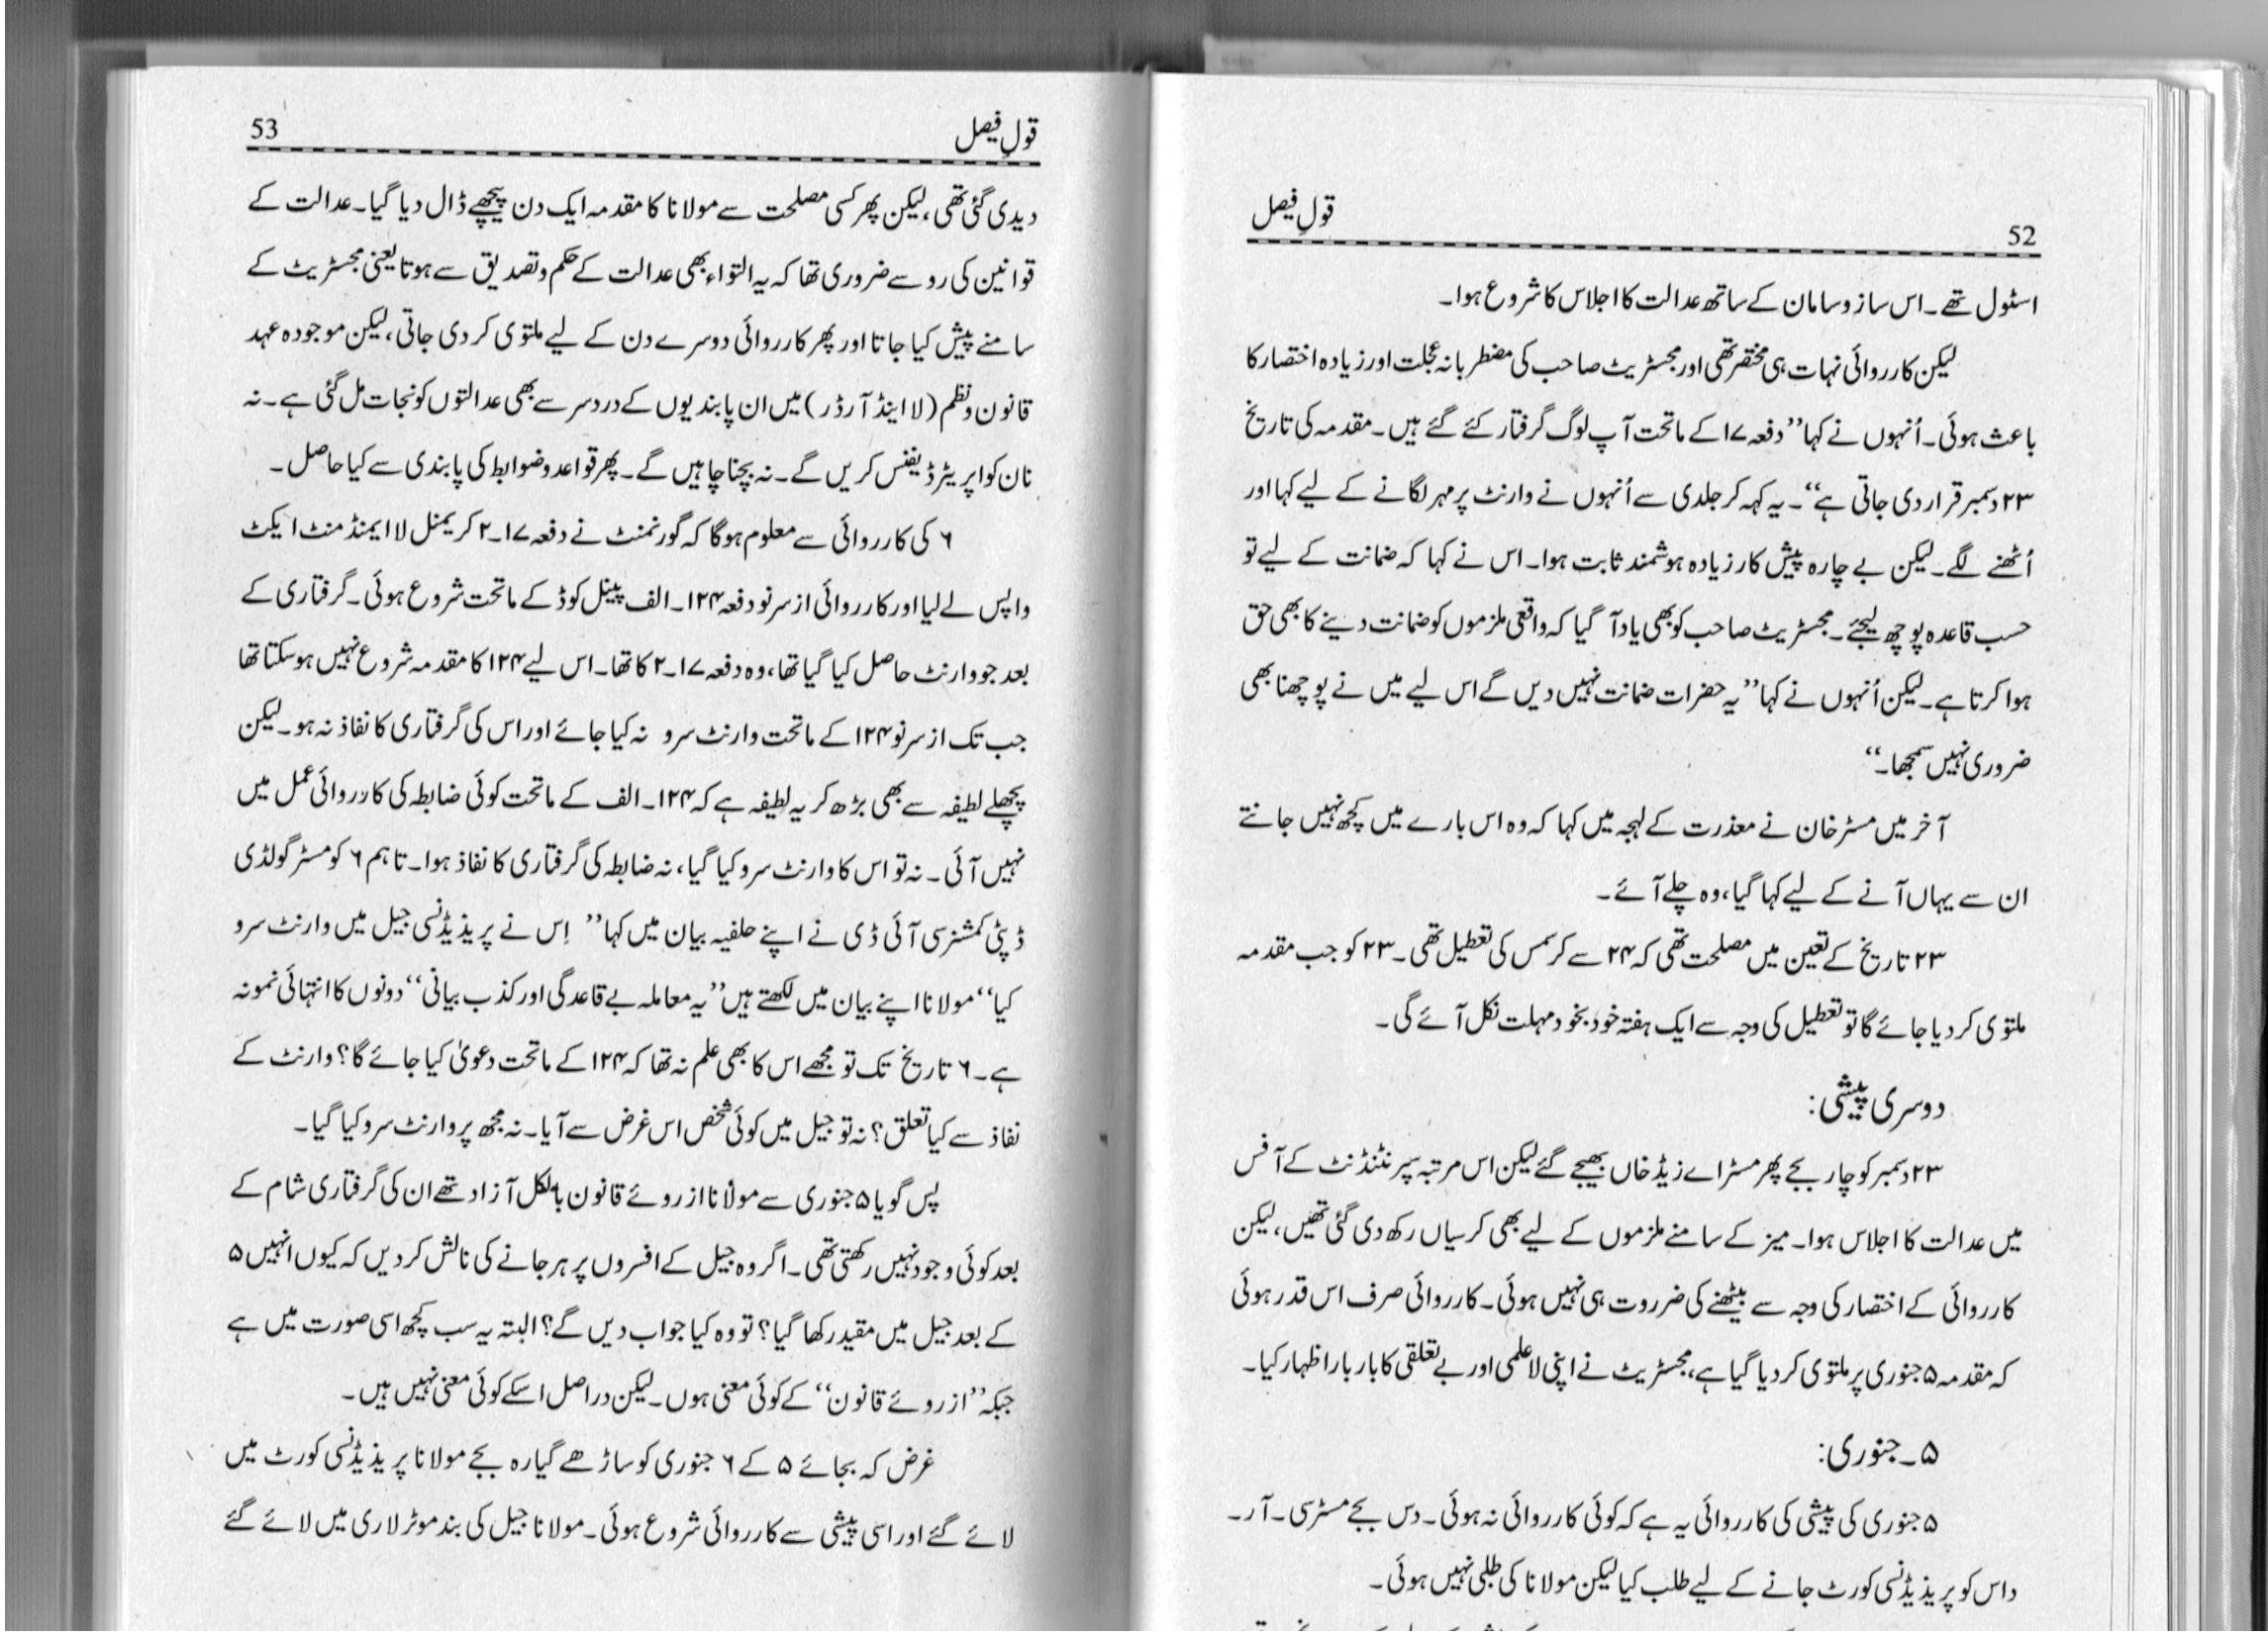 52
قولِ فیصل
اسٹول تھے۔ اس ساز و سامان کے ساتھ عدالت کا اجلاس کا شروع ہوا۔
لیکن کارروائی نہات ہی مختصر تھی اور مجسٹریٹ صاحب کی مضطربانہ عجلت اور زیادہ اختصار کا
باعث ہوئی۔ اُنہوں نے کہا ’’دفعہ ۱۷ کے ماتحت آپ لوگ گرفتار کئے گئے ہیں۔ مقدمہ کی تاریخ
۲۳ دسمبر قرار دی جاتی ہے‘‘۔ یہ کہہ کر جلدی سے اُنہوں نے وارنٹ پر مہر لگانے کے لیے کہا اور
اُٹھنے لگے۔ لیکن بے چارہ پیش کار زیادہ ہوشمند ثابت ہوا۔ اس نے کہا کہ ضمانت کے لیے تو
حسب قاعدہ پوچھ لیجئے۔ مجسٹریٹ صاحب کو بھی یاد آ گیا کہ واقعی ملزموں کو ضمانت دینے کا بھی حق
ہوا کرتا ہے۔ لیکن اُنہوں نے کہا ’’یہ حضرات ضمانت نہیں دیں گے اس لیے میں نے پوچھنا بھی
ضروری نہیں سمجھا۔‘‘
آخر میں مسٹر خان نے معذرت کے لہجہ میں کہا کہ وہ اس بارے میں کچھ نہیں جانتے
ان سے یہاں آنے کے لیے کہا گیا، وہ چلے آئے۔
۲۳ تاریخ کے تعین میں مصلحت تھی کہ ۲۴ سے کرسمس کی تعطیل تھی۔ ۲۳ کو جب مقدمہ
ملتوی کر دیا جائے گا تو تعطیل کی وجہ سے ایک ہفتہ خود بخود مہلت نکل آئے گی۔
دوسری پیشی:
۲۳ دسمبر کو چار بجے پھر مسٹر اے زیڈ خاں بھیجے گئے لیکن اس مرتبہ سپرنٹنڈنٹ کے آفس
میں عدالت کا اجلاس ہوا۔ میز کے سامنے ملزموں کے لیے بھی کرسیاں رکھ دی گئی تھیں، لیکن
کارروائی کے اختصار کی وجہ سے بیٹھنے کی ضرروت ہی نہیں ہوئی۔ کارروائی صرف اس قدر ہوئی
کہ مقدمہ ۵ جنوری پر ملتوی کر دیا گیا ہے، مجسٹریٹ نے اپنی لاعلمی اور بے تعلقی کا بار بار اظہار کیا۔
۵۔ جنوری:
۵ جنوری کی پیشی کی کارروائی یہ ہے کہ کوئی کارروائی نہ ہوئی۔ دس بجے مسٹر سی۔ آر۔
داس کو پریذیڈنسی کورٹ جانے کے لیے طلب کیا لیکن مولانا کی طلبی نہیں ہوئی۔
قولِ فیصل
53
دیدی گئی تھی، لیکن پھر کسی مصلحت سے مولانا کا مقدمہ ایک دن پیچھے ڈال دیا گیا۔ عدالت کے
قوانین کی رو سے ضروری تھا کہ یہ التواء بھی عدالت کے حکم و تصدیق سے ہوتا یعنی مجسٹریٹ کے
سامنے پیش کیا جاتا اور پھر کارروائی دوسرے دن کے لیے ملتوی کر دی جاتی، لیکن موجودہ عہد
قانون و نظم (لا اینڈ آرڈر) میں ان پابندیوں کے دردسر سے بھی عدالتوں کو نجات مل گئی ہے۔ نہ
نان کواپریٹر ڈیفنس کریں گے۔ نہ بچنا چاہیں گے۔ پھر قواعد و ضوابط کی پابندی سے کیا حاصل۔
۶ کی کارروائی سے معلوم ہوگا کہ گورنمنٹ نے دفعہ ۱۷۔۲ کریمنل لا ایمنڈمنٹ ایکٹ
واپس لے لیا اور کارروائی از سرنو دفعہ ۱۲۴۔ الف پینل کوڈ کے ماتحت شروع ہوئی۔ گرفتاری کے
بعد جو وارنٹ حاصل کیا گیا تھا، وہ دفعہ ۱۷۔۲ کا تھا۔ اس لیے ۱۲۴ کا مقدمہ شروع نہیں ہوسکتا تھا
جب تک از سرنو ۱۲۴ کے ماتحت وارنٹ سرو نہ کیا جائے اور اس کی گرفتاری کا نفاذ نہ ہو۔ لیکن
پچھلے لطیفہ سے بھی بڑھ کر یہ لطیفہ ہے کہ ۱۲۴۔ الف کے ماتحت کوئی ضابطہ کی کارروائی عمل میں
نہیں آئی۔ نہ تو اس کا وارنٹ سرو کیا گیا، نہ ضابطہ کی گرفتاری کا نفاذ ہوا۔ تاہم ۶ کو مسٹر گولڈی
ڈپٹی کمشنر سی آئی ڈی نے اپنے حلفیہ بیان میں کہا ’’اِس نے پریذیڈنسی جیل میں وارنٹ سرو
کیا‘‘ مولانا اپنے بیان میں لکھتے ہیں ’’یہ معاملہ بے قاعدگی اور کذب بیانی‘‘ دونوں کا انتہائی نمونہ
ہے۔ ۶ تاریخ تک تو مجھے اس کا بھی علم نہ تھا کہ ۱۲۴ کے ماتحت دعویٰ کیا جائے گا؟ وارنٹ کے
نفاذ سے کیا تعلق؟ نہ تو جیل میں کوئی شخص اس غرض سے آیا۔ نہ مجھ پر وارنٹ سرو کیا گیا۔
پس گویا ۵ جنوری سے مولانا از روئے قانون بالکل آزاد تھے ان کی گرفتاری شام کے
بعد کوئی وجود نہیں رکھتی تھی۔ اگر وہ جیل کے افسروں پر ہر جانے کی نالش کر دیں کہ کیوں انہیں ۵
کے بعد جیل میں مقید رکھا گیا؟ تو وہ کیا جواب دیں گے؟ البتہ یہ سب کچھ اسی صورت میں ہے
جبکہ ’’از روئے قانون‘‘ کے کوئی معنی ہوں۔ لیکن دراصل اسکے کوئی معنی نہیں ہیں۔
غرض کہ بجائے ۵ کے ۶ جنوری کو ساڑھے گیارہ بجے مولانا پریذیڈنسی کورٹ میں
لائے گئے اور اسی پیشی سے کارروائی شروع ہوئی۔ مولانا جیل کی بند موٹر لاری میں لائے گئے